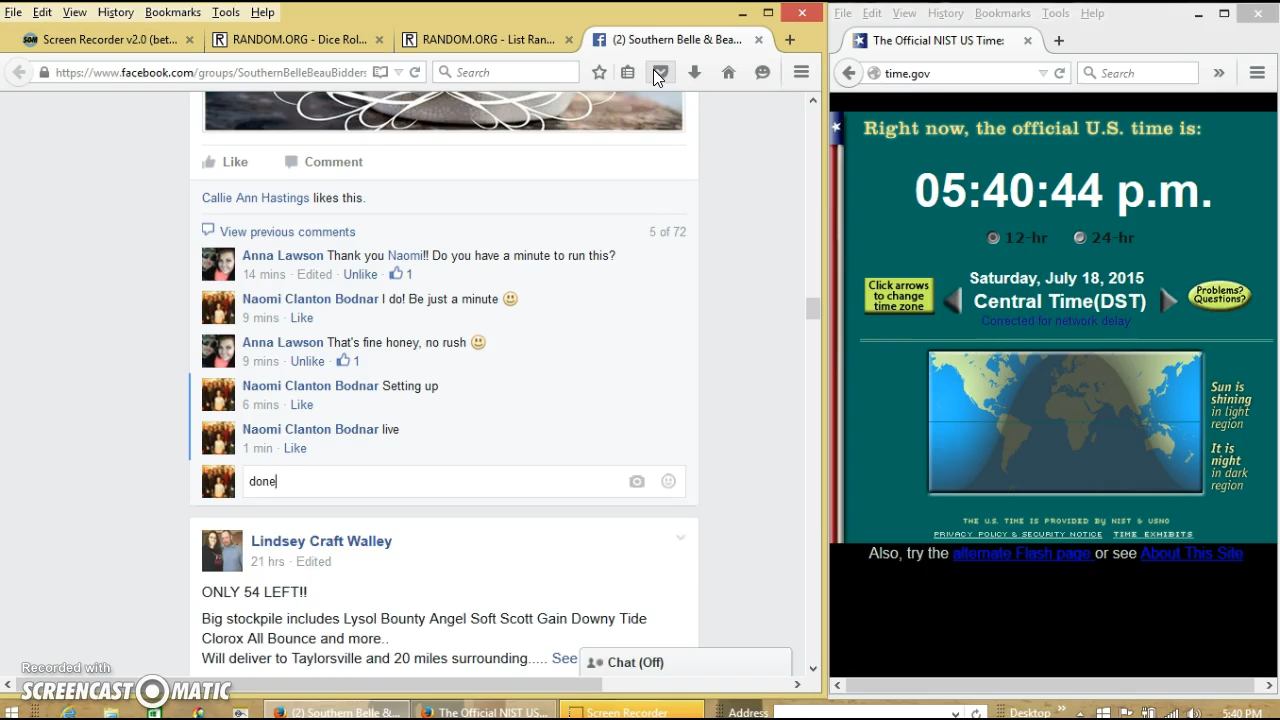 File Edit View History Bookmarks Tools Help
Screen Recorder v2.0 (bet...
RANDOM.ORG - Dice Rol...
RANDOM.ORG - List Ran...
(2) Southern Belle & Bea...
https://www.facebook.com/groups/SouthernBelleBeauBidders
Search
Like
Comment
Callie Ann Hastings likes this.
View previous comments
5 of 72
Anna Lawson Thank you Naomi!! Do you have a minute to run this?
14 mins · Edited · Unlike · 1
Naomi Clanton Bodnar I do! Be just a minute
9 mins · Like
Anna Lawson That's fine honey, no rush
9 mins · Unlike · 1
Naomi Clanton Bodnar Setting up
6 mins · Like
Naomi Clanton Bodnar live
1 min · Like
done
Lindsey Craft Walley
21 hrs · Edited
ONLY 54 LEFT!!
Big stockpile includes Lysol Bounty Angel Soft Scott Gain Downy Tide
Clorox All Bounce and more..
Will deliver to Taylorsville and 20 miles surrounding..... See
Chat (Off)
Recorded with
SCREENCAST MATIC
File Edit View History Bookmarks Tools Help
The Official NIST US Time:
time.gov
Search
Right now, the official U.S. time is:
05:40:44 p.m.
12-hr
24-hr
Click arrows
to change
time zone
Saturday, July 18, 2015
Central Time(DST)
Corrected for network delay
Problems?
Questions?
Sun is
shining
in light
region
It is
night
in dark
region
THE U.S. TIME IS PROVIDED BY NIST & USNO
PRIVACY POLICY & SECURITY NOTICE
TIME EXHIBITS
Also, try the alternate Flash page or see About This Site
(2) Southern Belle &...
The Official NIST US...
Screen Recorder
Address
Desktop
5:40 PM